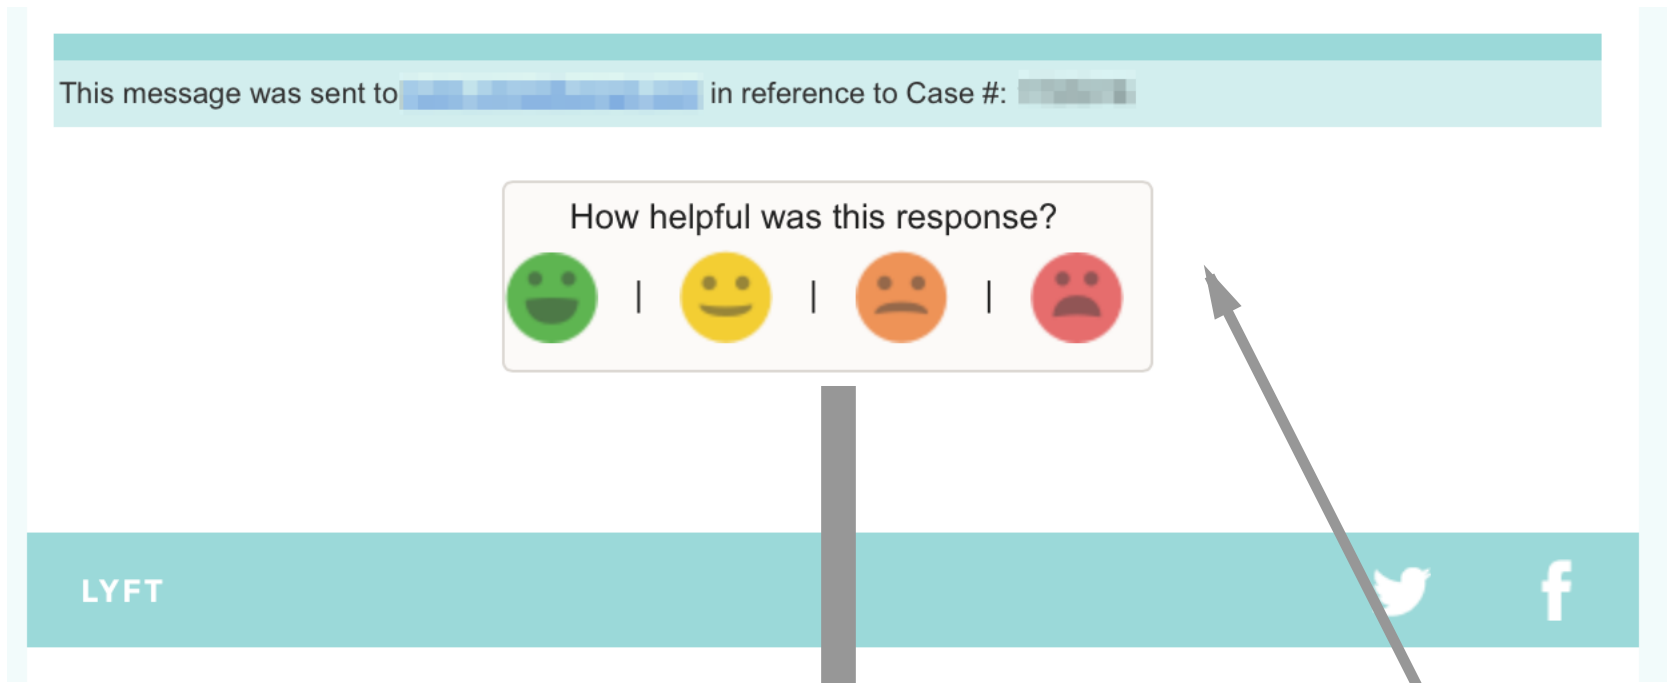 This message was sent to in reference to Case #:
How helpful was this response?
| | |
LYFT